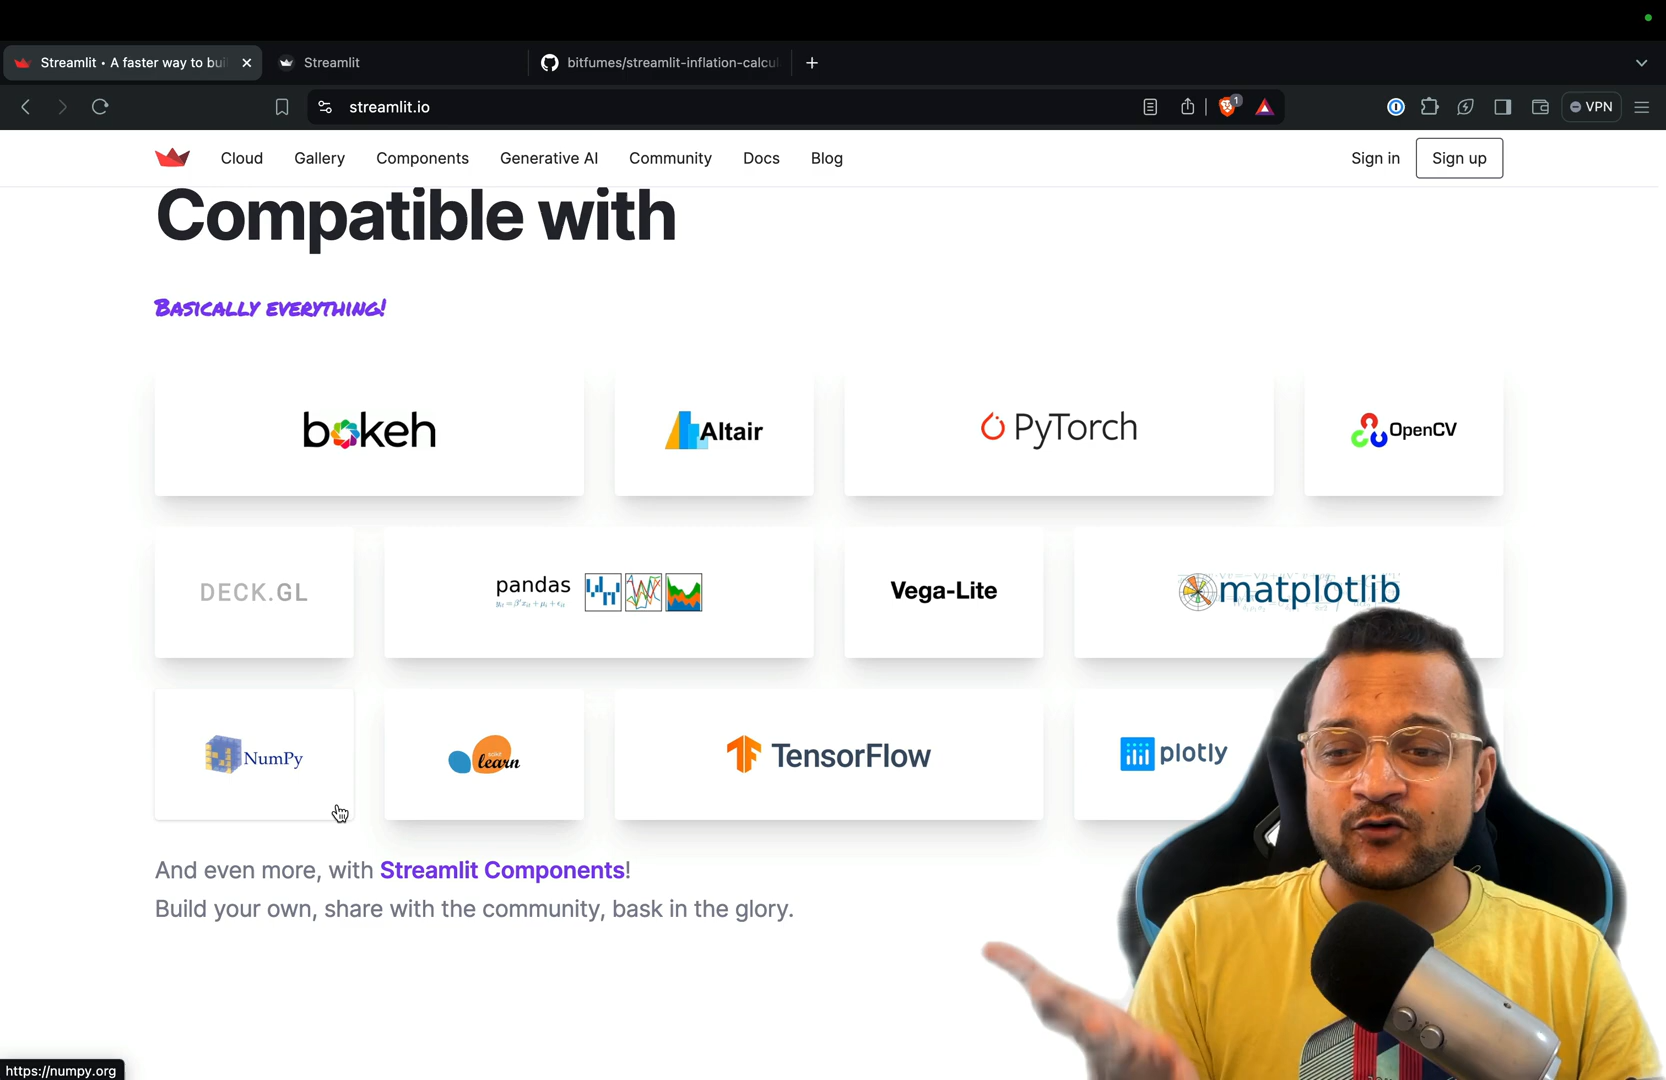 Streamlit • A faster way to bui
Streamlit
bitfumes/streamlit-inflation-calcul
streamlit.io
1
VPN
Cloud
Gallery
Components
Generative AI
Community
Docs
Blog
Sign in
Sign up
Compatible with
Basically everything!
bokeh
Altair
PyTorch
OpenCV
DECK.GL
pandas
Vega-Lite
matplotlib
NumPy
learn
TensorFlow
plotly
And even more, with Streamlit Components!
Build your own, share with the community, bask in the glory.
https://numpy.org